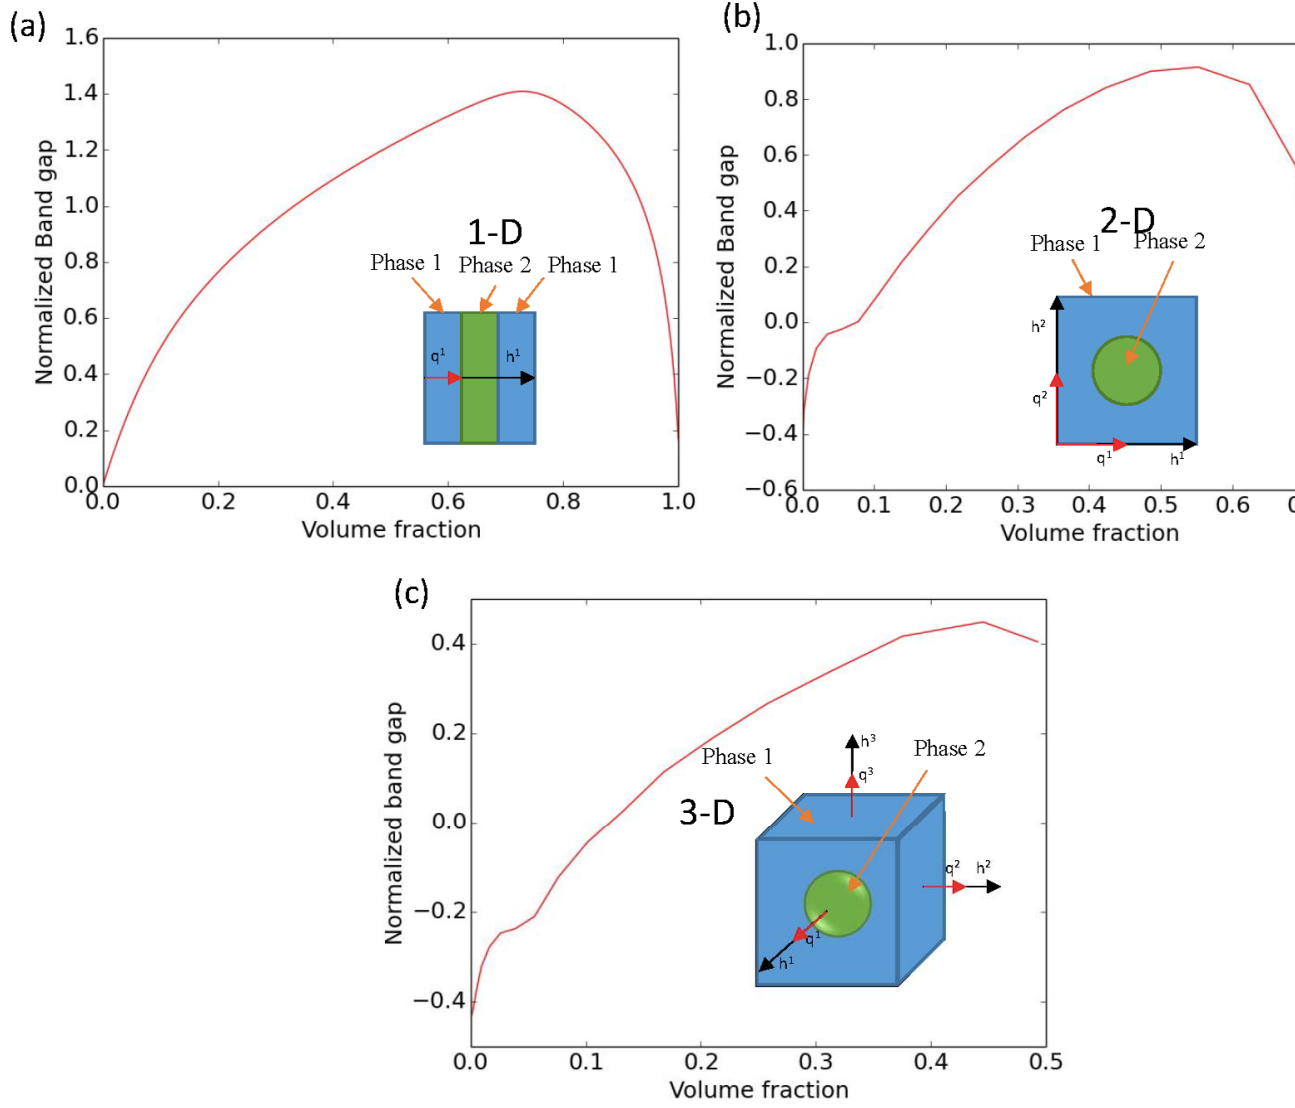 (a)
1.6
1.4
1.2
1.0
0.8
0.6
0.4
0.2
0.0
Normalized Band gap
1-D
Phase 1 Phase 2 Phase 1
q¹ h¹
0.0 0.2 0.4 0.6 0.8 1.0
Volume fraction
(b)
1.0
0.8
0.6
0.4
0.2
0.0
−0.2
−0.4
−0.6
Normalized Band gap
2-D
Phase 1 Phase 2
h²
q²
q¹ h¹
0.0 0.1 0.2 0.3 0.4 0.5 0.6
Volume fraction
(c)
0.4
0.2
0.0
−0.2
−0.4
Normalized band gap
3-D
Phase 1
Phase 2
h³
q³
q² h²
q¹
h¹
0.0 0.1 0.2 0.3 0.4 0.5
Volume fraction